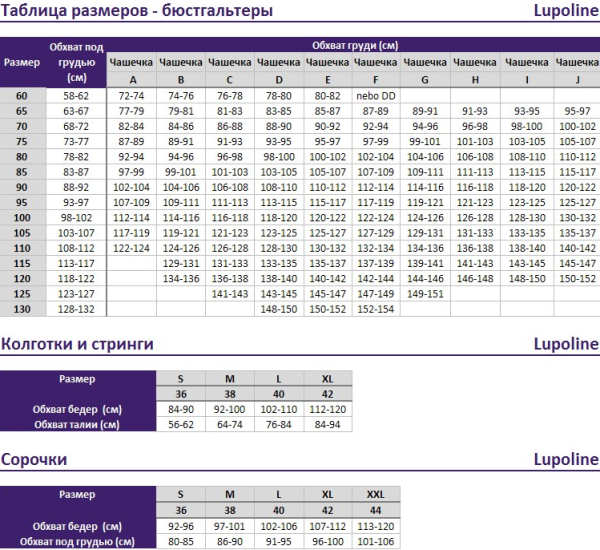 Таблица размеров - бюстгальтеры Lupoline
Размер Обхват под грудью (см) Обхват груди (см)
Чашечка Чашечка Чашечка Чашечка Чашечка Чашечка Чашечка Чашечка Чашечка Чашечка
A B C D E F G H I J
60 58-62 72-74 74-76 76-78 78-80 80-82 nebo DD
65 63-67 77-79 79-81 81-83 83-85 85-87 87-89 89-91 91-93 93-95 95-97
70 68-72 82-84 84-86 86-88 88-90 90-92 92-94 94-96 96-98 98-100 100-102
75 73-77 87-89 89-91 91-93 93-95 95-97 97-99 99-101 101-103 103-105 105-107
80 78-82 92-94 94-96 96-98 98-100 100-102 102-104 104-106 106-108 108-110 110-112
85 83-87 97-99 99-101 101-103 103-105 105-107 107-109 109-111 111-113 113-115 115-117
90 88-92 102-104 104-106 106-108 108-110 110-112 112-114 114-116 116-118 118-120 120-122
95 93-97 107-109 109-111 111-113 113-115 115-117 117-119 119-121 121-123 123-125 125-127
100 98-102 112-114 114-116 116-118 118-120 120-122 122-124 124-126 126-128 128-130 130-132
105 103-107 117-119 119-121 121-123 123-125 125-127 127-129 129-131 131-133 133-135 135-137
110 108-112 122-124 124-126 126-128 128-130 130-132 132-134 134-136 136-138 138-140 140-142
115 113-117 129-131 131-133 133-135 135-137 137-139 139-141 141-143 143-145 145-147
120 118-122 134-136 136-138 138-140 140-142 142-144 144-146 146-148 148-150 150-152
125 123-127 141-143 143-145 145-147 147-149 149-151
130 128-132 148-150 150-152 152-154
Колготки и стринги Lupoline
Размер S M L XL
36 38 40 42
Обхват бедер (см) 84-90 92-100 102-110 112-120
Обхват талии (см) 56-62 64-74 76-84 84-94
Сорочки Lupoline
Размер S M L XL XXL
36 38 40 42 44
Обхват бедер (см) 92-96 97-101 102-106 107-112 113-120
Обхват под грудью (см) 80-85 86-90 91-95 96-100 101-106